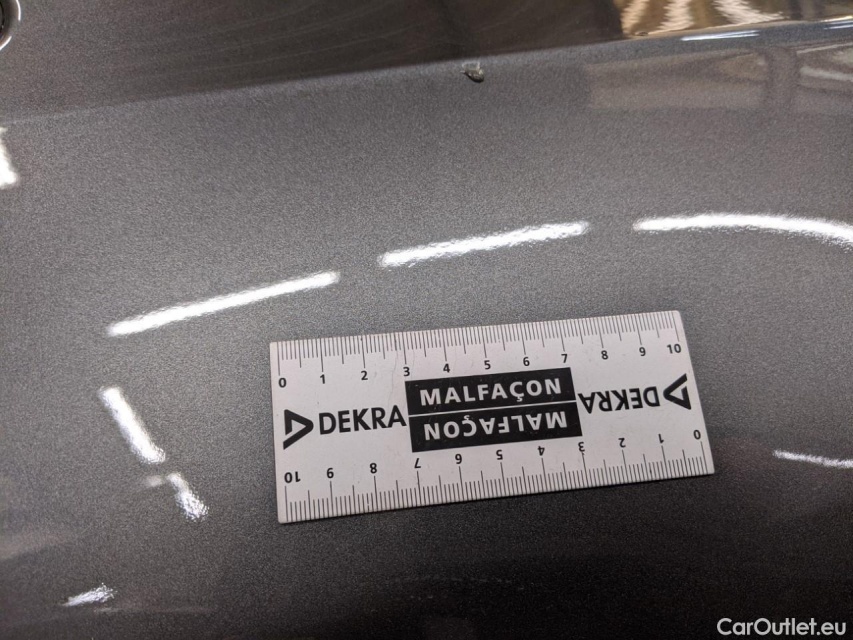 0 1 2 3 4 5 6 7 8 9 10
DEKRA MALFAÇON DEKRA
MALFAÇON
10 9 8 7 6 5 4 3 2 1 0
CarOutlet.eu